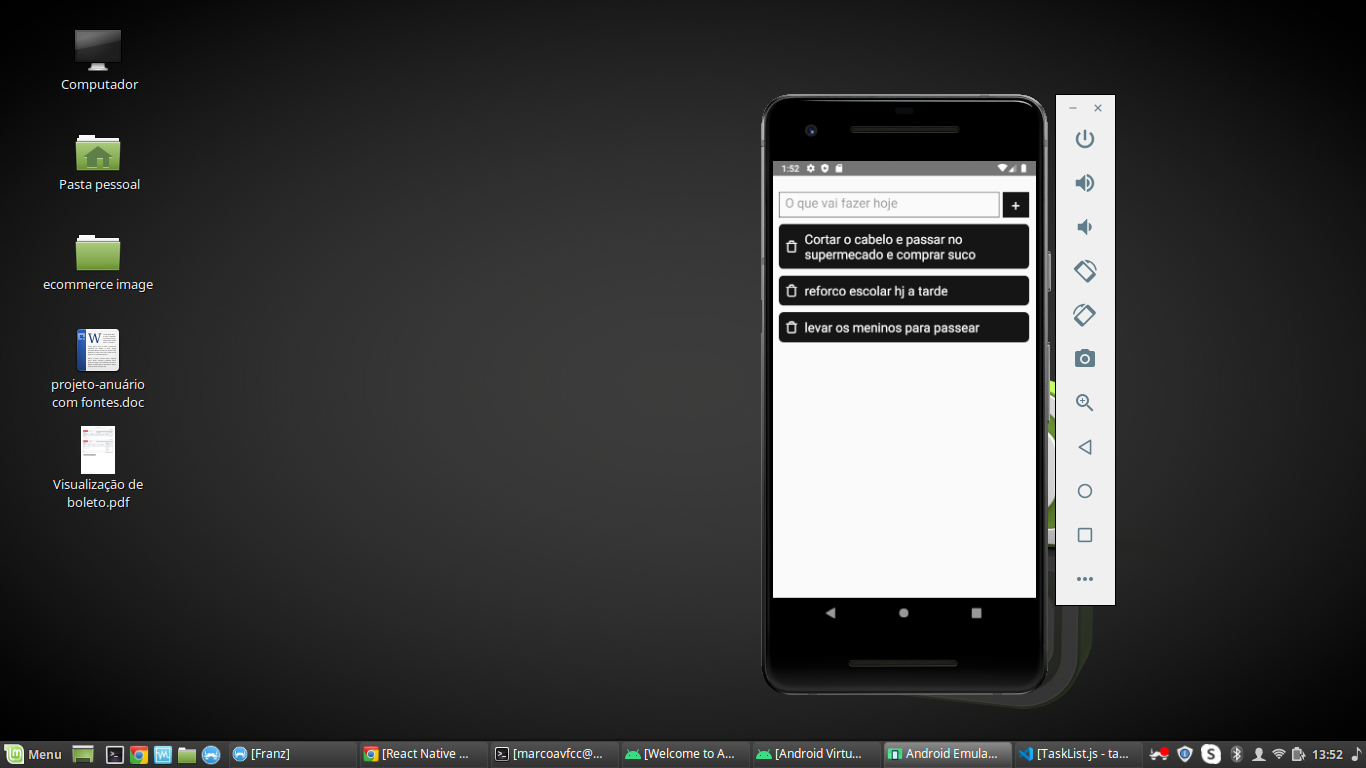 Computador
Pasta pessoal
ecommerce image
projeto-anuário
com fontes.doc
Visualização de
boleto.pdf
1:52
O que vai fazer hoje
+
Cortar o cabelo e passar no
supermecado e comprar suco
reforco escolar hj a tarde
levar os meninos para passear
Menu
[Franz]
[React Native ...
[marcoavfcc@...
[Welcome to A...
[Android Virtu...
Android Emula...
[TaskList.js - ta...
13:52